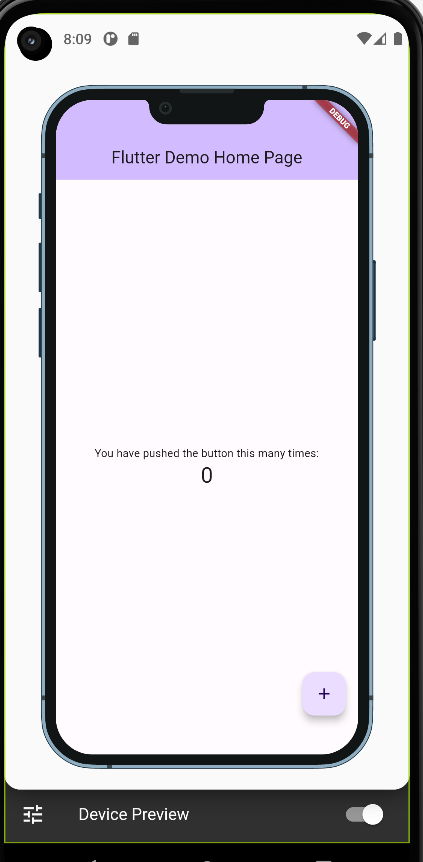 8:09
DEBUG
Flutter Demo Home Page
You have pushed the button this many times:
0
+
Device Preview